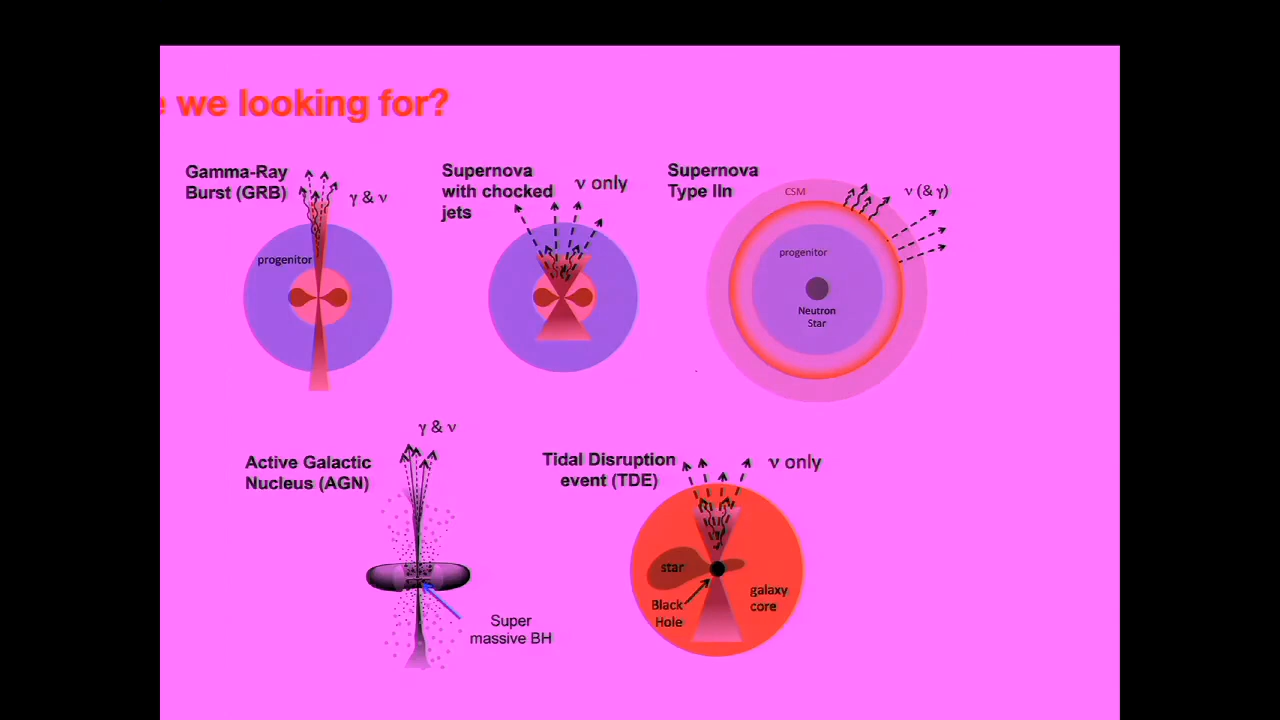 e we looking for?
Gamma-Ray
Burst (GRB)
γ & ν
progenitor
Supernova
with chocked
jets
ν only
Supernova
Type IIn
CSM
ν (& γ)
progenitor
Neutron
Star
Active Galactic
Nucleus (AGN)
γ & ν
Super
massive BH
Tidal Disruption
event (TDE)
ν only
star
Black
Hole
galaxy
core